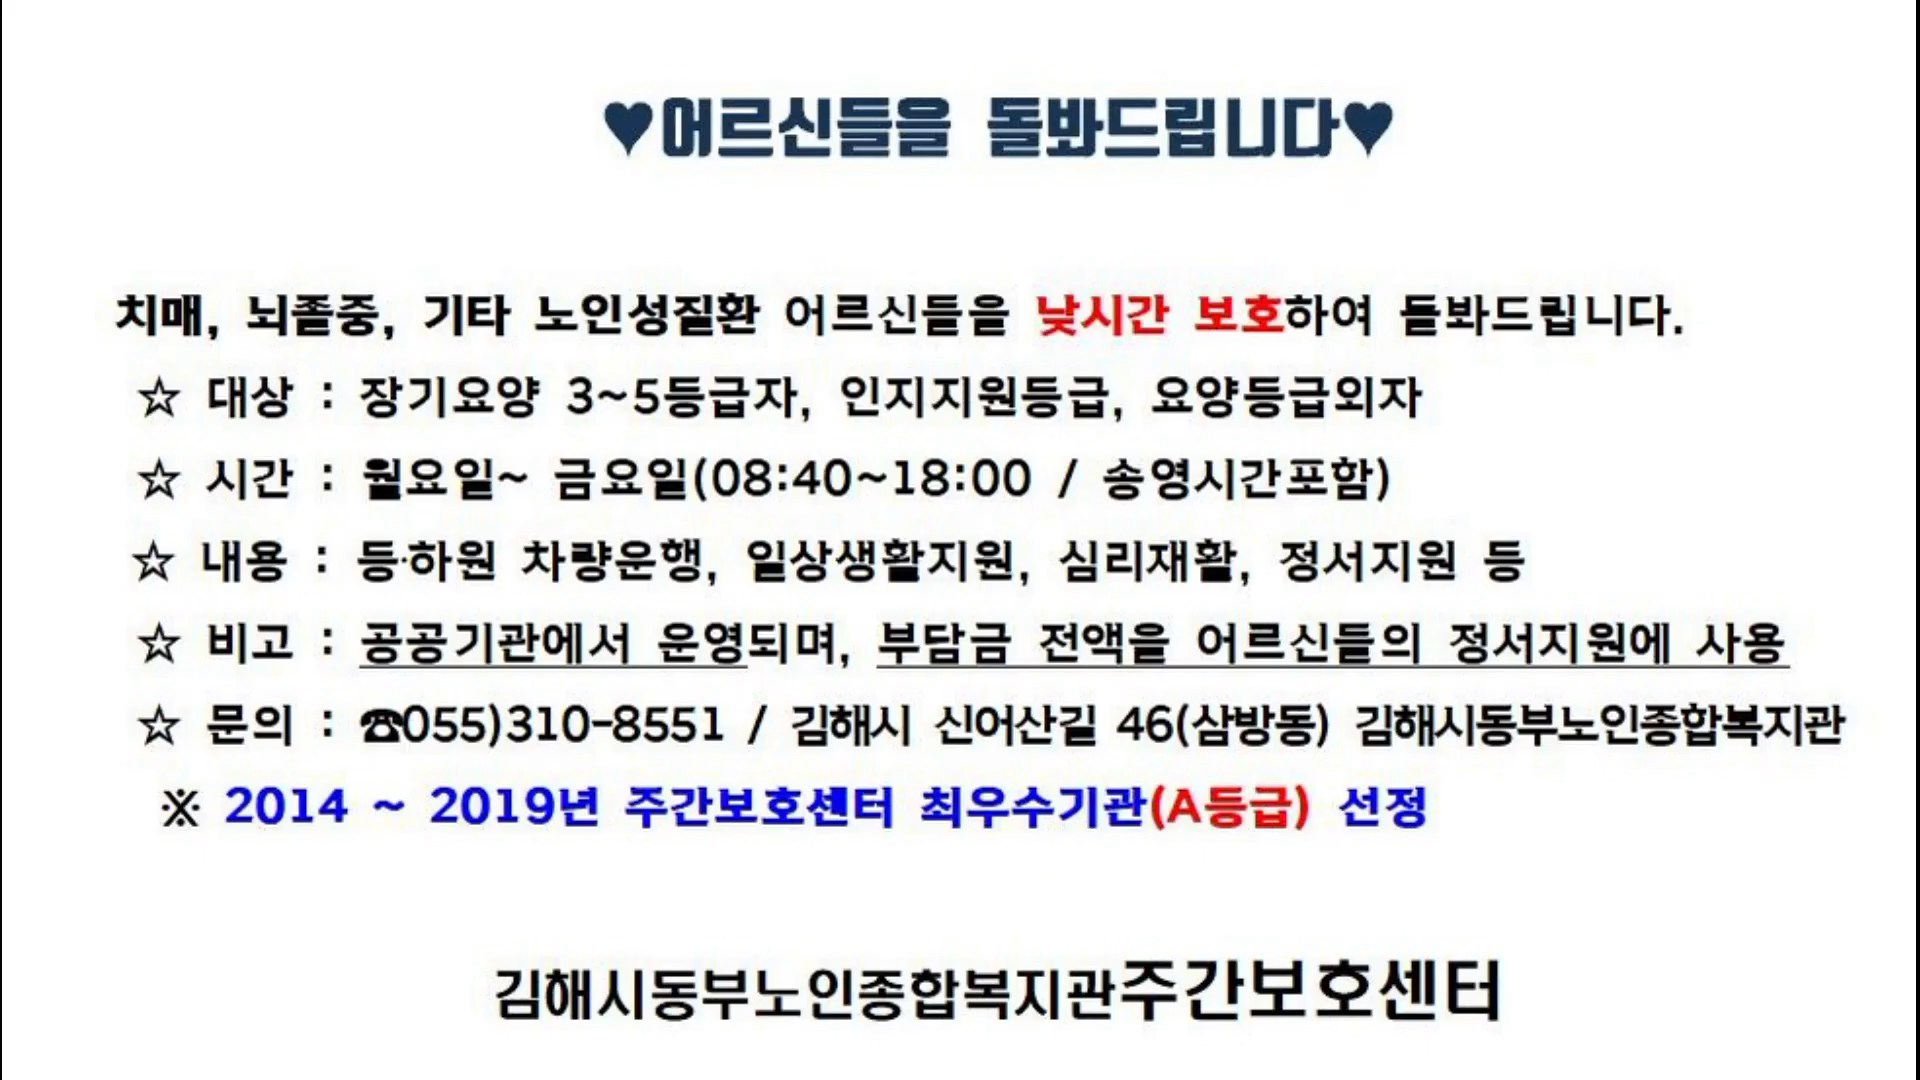 ♥어르신들을 돌봐드립니다♥
치매, 뇌졸중, 기타 노인성질환 어르신들을 낮시간 보호하여 돌봐드립니다.
☆ 대상 : 장기요양 3~5등급자, 인지지원등급, 요양등급외자
☆ 시간 : 월요일~ 금요일(08:40~18:00 / 송영시간포함)
☆ 내용 : 등·하원 차량운행, 일상생활지원, 심리재활, 정서지원 등
☆ 비고 : 공공기관에서 운영되며, 부담금 전액을 어르신들의 정서지원에 사용
☆ 문의 : ☎055)310-8551 / 김해시 신어산길 46(삼방동) 김해시동부노인종합복지관
※ 2014 ~ 2019년 주간보호센터 최우수기관(A등급) 선정
김해시동부노인종합복지관주간보호센터